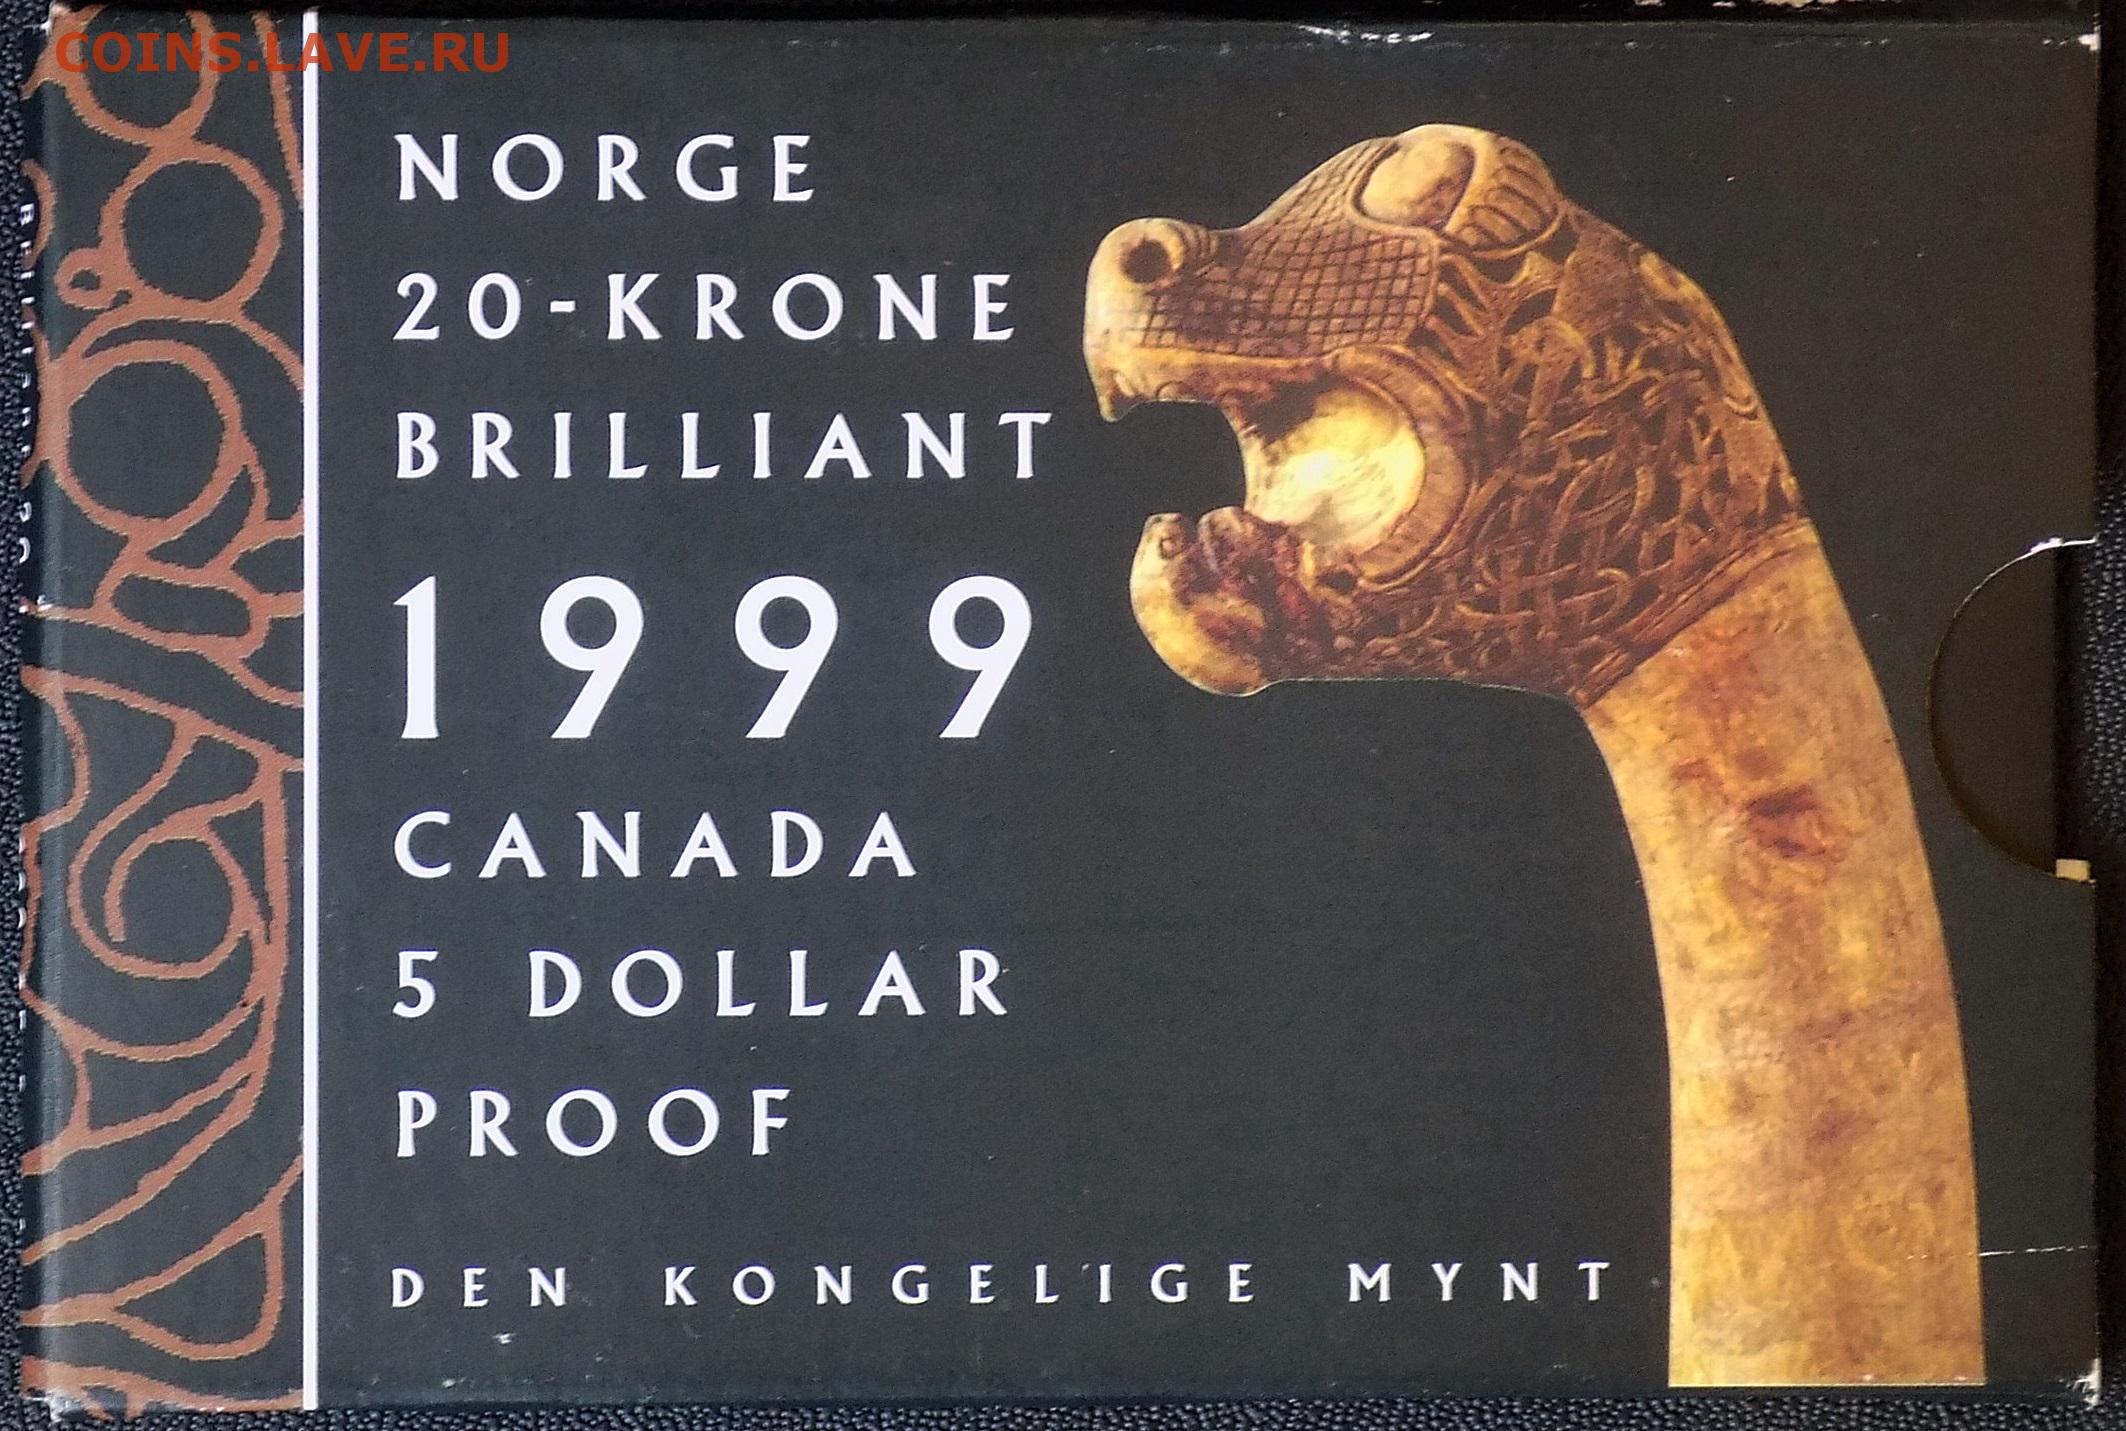 COINS.LAVE.RU
NORGE
20-KRONE
BRILLIANT
1999
CANADA
5 DOLLAR
PROOF
DEN KONGELIGE MYNT